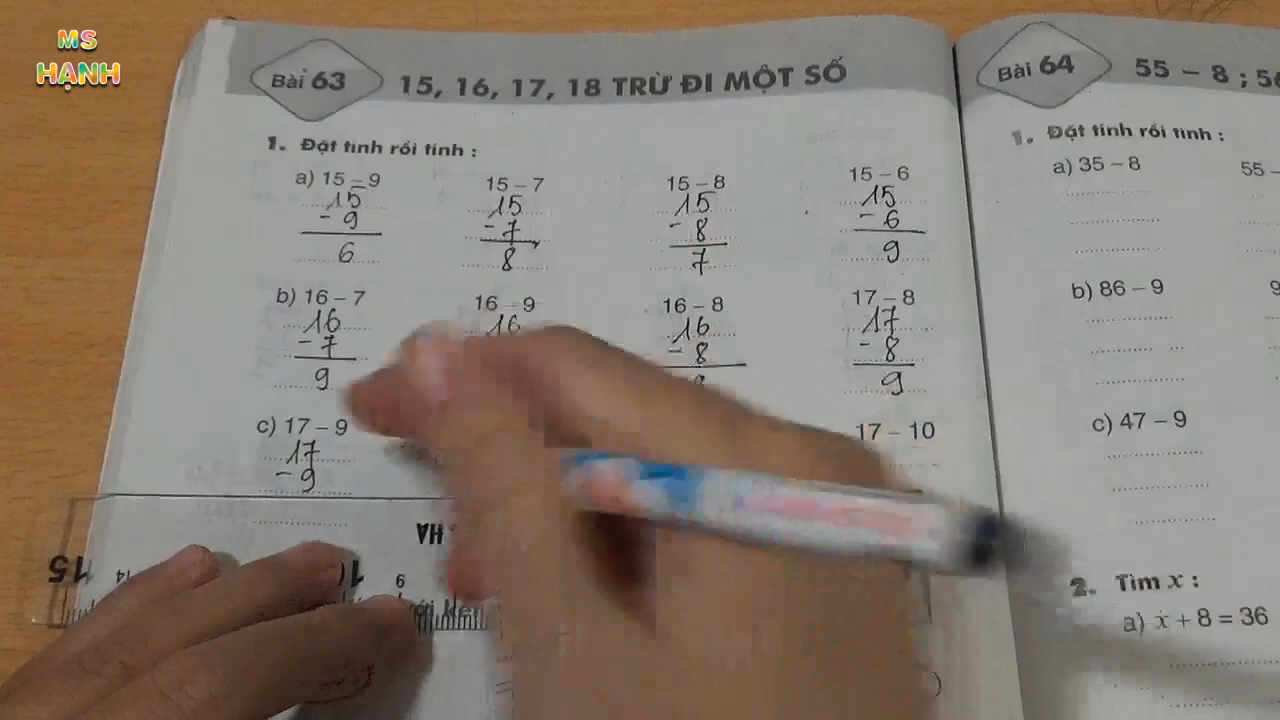 MS
HẠNH
Bài 63
15, 16, 17, 18 TRỪ ĐI MỘT SỐ
1. Đặt tính rồi tính :
a) 15 – 9 15 – 7 15 – 8 15 – 6
15 15 15 15
- 9 - 7 - 8 - 6
6 8 7 9
b) 16 – 7 16 – 9 16 – 8 17 – 8
16 16 16 17
- 7 - 8 - 8
9 9
c) 17 – 9 17 – 10
17
- 9
15 14 9
Bài 64
55 – 8 ;
1. Đặt tính rồi tính :
a) 35 – 8 55 –
b) 86 – 9
c) 47 – 9
2. Tìm x :
a) x + 8 = 36